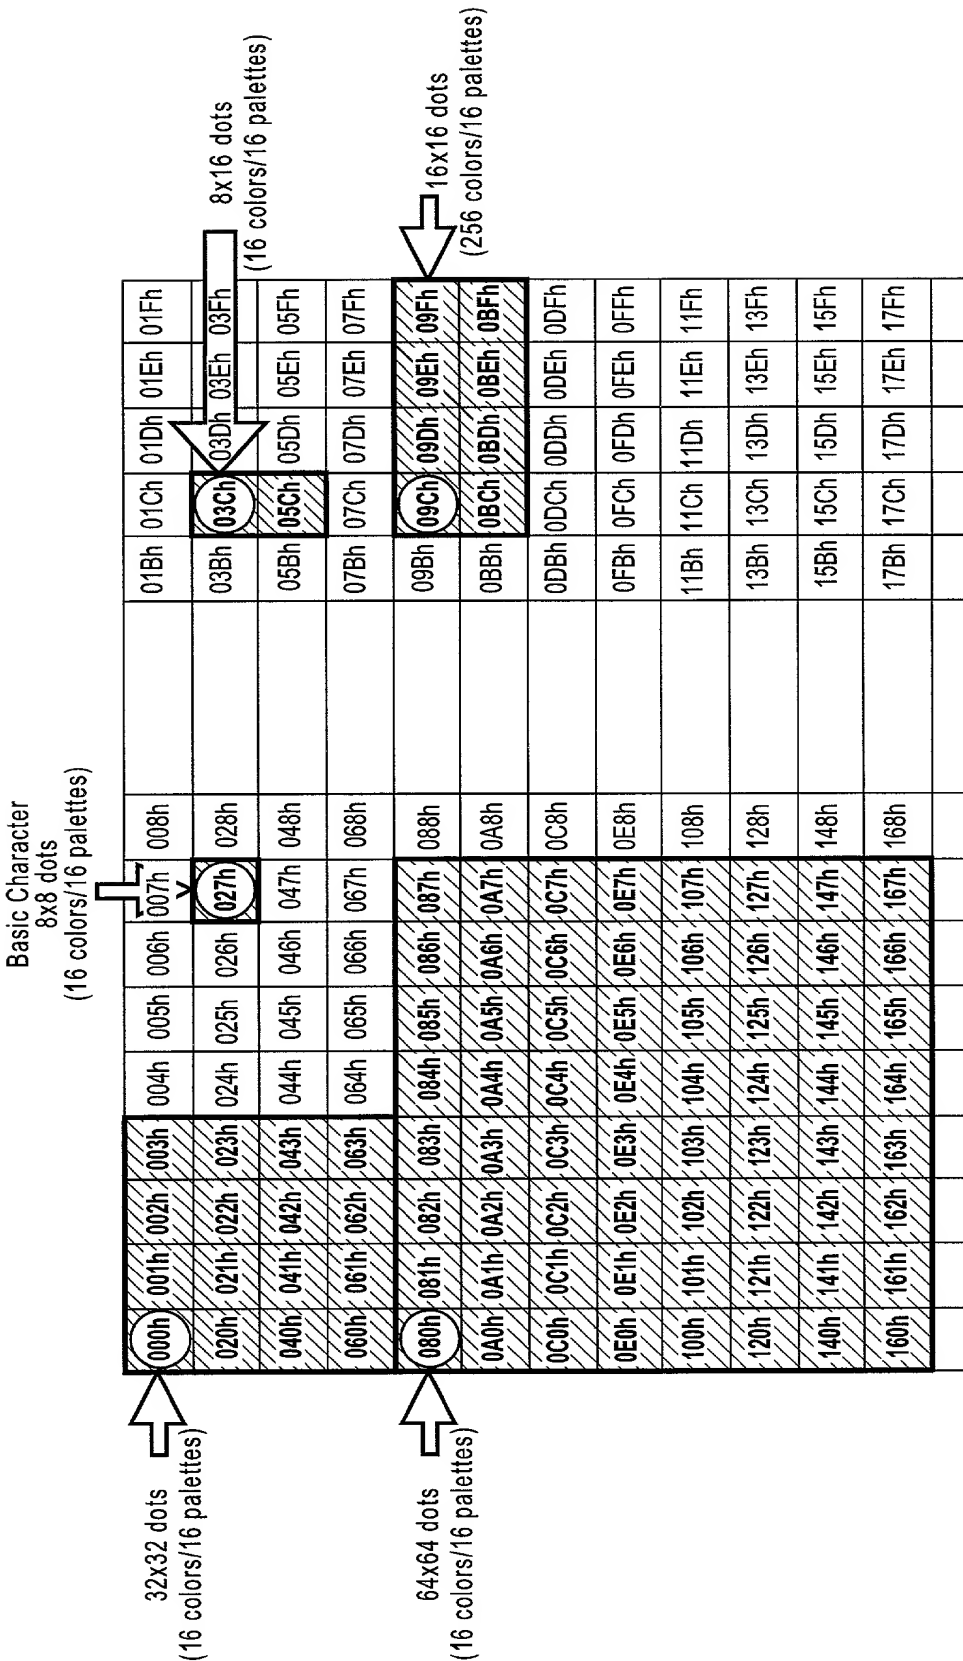 Basic Character
8x8 dots
(16 colors/16 palettes)
8x16 dots
(16 colors/16 palettes)
16x16 dots
(256 colors/16 palettes)
32x32 dots
(16 colors/16 palettes)
64x64 dots
(16 colors/16 palettes)
000h 001h 002h 003h 004h 005h 006h 007h 008h 01Bh 01Ch 01Dh 01Eh 01Fh
020h 021h 022h 023h 024h 025h 026h 027h 028h 03Bh 03Ch 03Dh 03Eh 03Fh
040h 041h 042h 043h 044h 045h 046h 047h 048h 05Bh 05Ch 05Dh 05Eh 05Fh
060h 061h 062h 063h 064h 065h 066h 067h 068h 07Bh 07Ch 07Dh 07Eh 07Fh
080h 081h 082h 083h 084h 085h 086h 087h 088h 09Bh 09Ch 09Dh 09Eh 09Fh
0A0h 0A1h 0A2h 0A3h 0A4h 0A5h 0A6h 0A7h 0A8h 0BBh 0BCh 0BDh 0BEh 0BFh
0C0h 0C1h 0C2h 0C3h 0C4h 0C5h 0C6h 0C7h 0C8h 0DBh 0DCh 0DDh 0DEh 0DFh
0E0h 0E1h 0E2h 0E3h 0E4h 0E5h 0E6h 0E7h 0E8h 0FBh 0FCh 0FDh 0FEh 0FFh
100h 101h 102h 103h 104h 105h 106h 107h 108h 11Bh 11Ch 11Dh 11Eh 11Fh
120h 121h 122h 123h 124h 125h 126h 127h 128h 13Bh 13Ch 13Dh 13Eh 13Fh
140h 141h 142h 143h 144h 145h 146h 147h 148h 15Bh 15Ch 15Dh 15Eh 15Fh
160h 161h 162h 163h 164h 165h 166h 167h 168h 17Bh 17Ch 17Dh 17Eh 17Fh